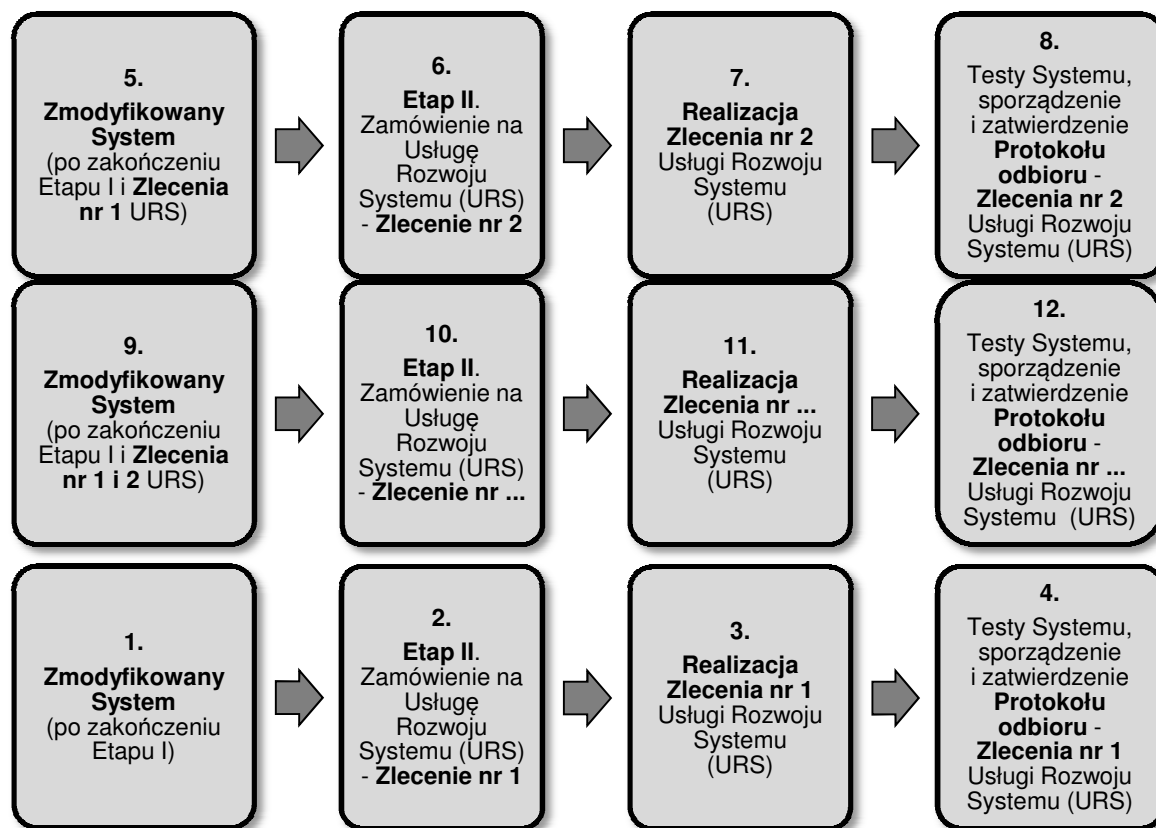 5.
Zmodyfikowany
System
(po zakończeniu
Etapu I i Zlecenia
nr 1 URS)
6.
Etap II.
Zamówienie na
Usługę
Rozwoju
Systemu (URS)
- Zlecenie nr 2
7.
Realizacja
Zlecenia nr 2
Usługi Rozwoju
Systemu
(URS)
8.
Testy Systemu,
sporządzenie
i zatwierdzenie
Protokołu
odbioru -
Zlecenia nr 2
Usługi Rozwoju
Systemu (URS)
9.
Zmodyfikowany
System
(po zakończeniu
Etapu I i Zlecenia
nr 1 i 2 URS)
10.
Etap II.
Zamówienie na
Usługę
Rozwoju
Systemu (URS)
- Zlecenie nr ...
11.
Realizacja
Zlecenia nr ...
Usługi Rozwoju
Systemu
(URS)
12.
Testy Systemu,
sporządzenie
i zatwierdzenie
Protokołu
odbioru -
Zlecenia nr ...
Usługi Rozwoju
Systemu (URS)
1.
Zmodyfikowany
System
(po zakończeniu
Etapu I)
2.
Etap II.
Zamówienie na
Usługę
Rozwoju
Systemu (URS)
- Zlecenie nr 1
3.
Realizacja
Zlecenia nr 1
Usługi Rozwoju
Systemu
(URS)
4.
Testy Systemu,
sporządzenie
i zatwierdzenie
Protokołu
odbioru -
Zlecenia nr 1
Usługi Rozwoju
Systemu (URS)